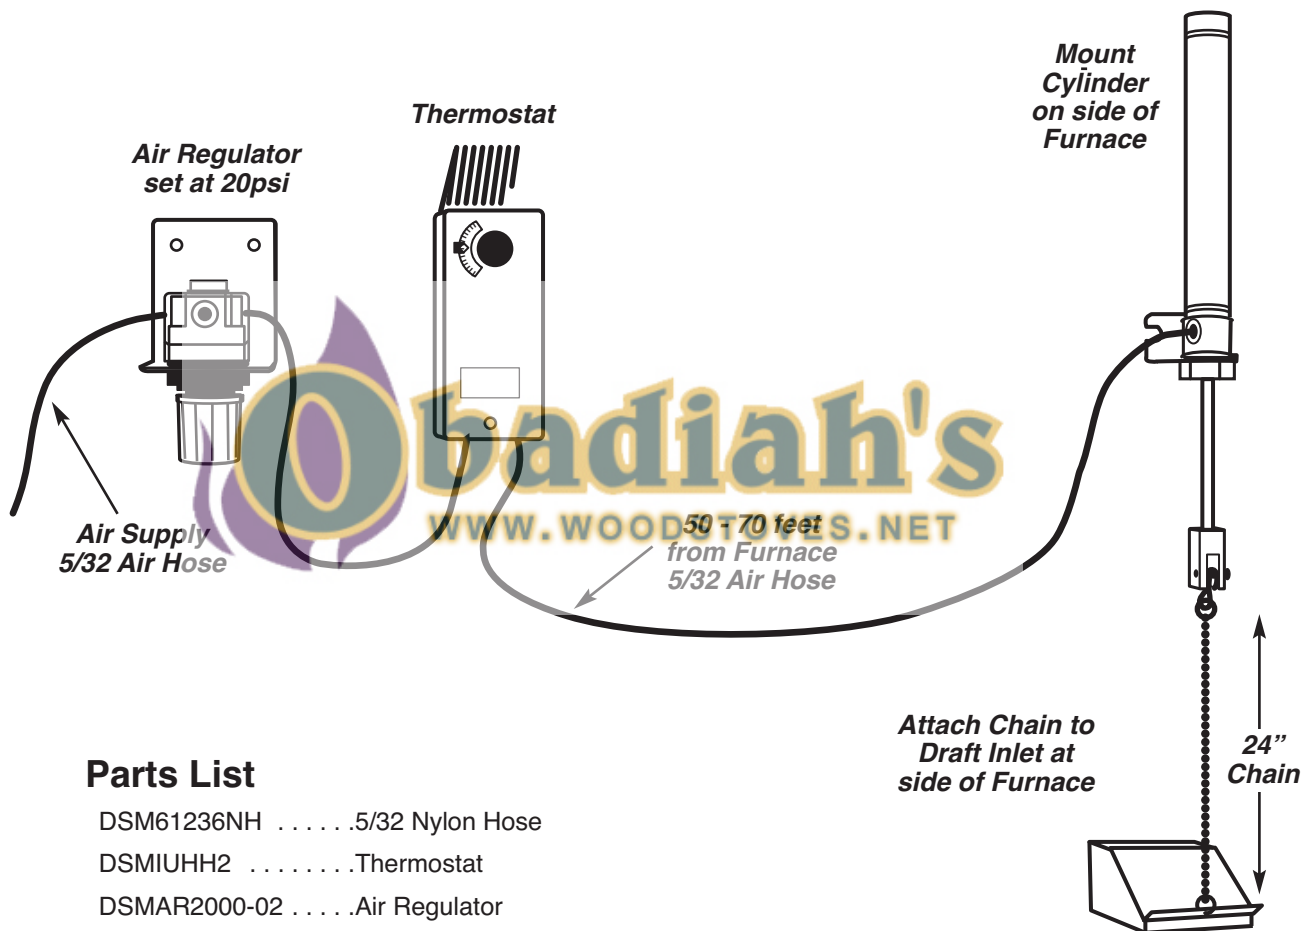 Mount
Cylinder
on side of
Furnace
Thermostat
Air Regulator
set at 20psi
Obadiah's
WWW.WOODSTOVES.NET
Air Supply
5/32 Air Hose
50 - 70 feet
from Furnace
5/32 Air Hose
Attach Chain to
Draft Inlet at
side of Furnace
24”
Chain
Parts List
DSM61236NH . . . . . .5/32 Nylon Hose
DSMIUHH2 . . . . . . . .Thermostat
DSMAR2000-02 . . . . .Air Regulator